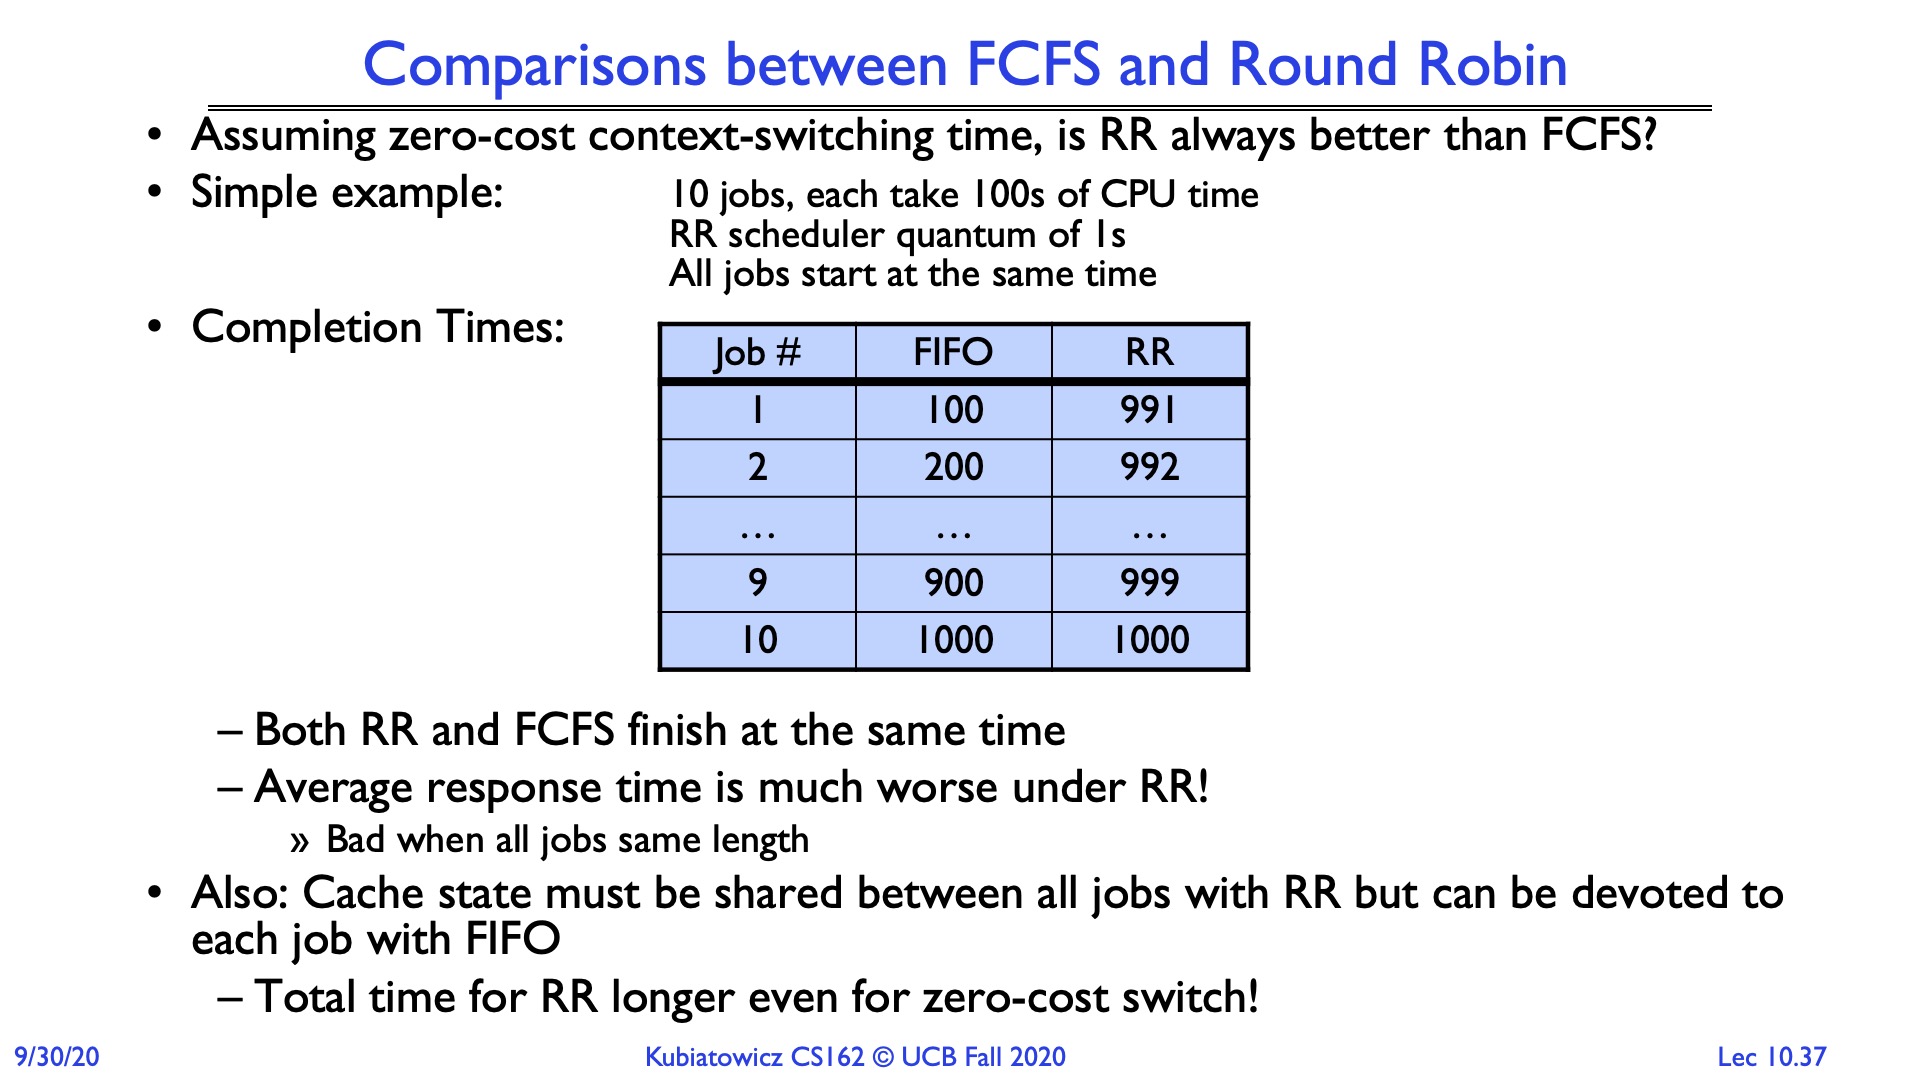 Comparisons between FCFS and Round Robin
• Assuming zero-cost context-switching time, is RR always better than FCFS?
• Simple example: 10 jobs, each take 100s of CPU time
RR scheduler quantum of 1s
All jobs start at the same time
• Completion Times:
Job # FIFO RR
1 100 991
2 200 992
… … …
9 900 999
10 1000 1000
– Both RR and FCFS finish at the same time
– Average response time is much worse under RR!
» Bad when all jobs same length
• Also: Cache state must be shared between all jobs with RR but can be devoted to
each job with FIFO
– Total time for RR longer even for zero-cost switch!
9/30/20 Kubiatowicz CS162 © UCB Fall 2020 Lec 10.37